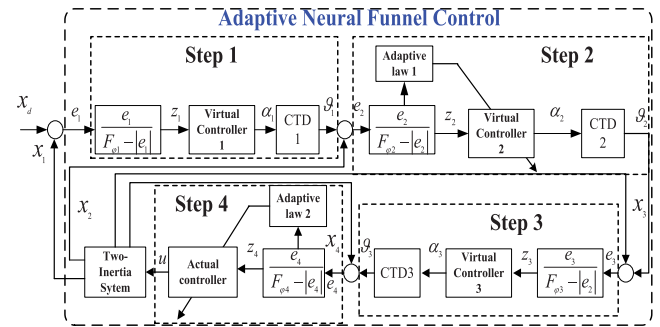 Adaptive Neural Funnel Control
Step 1
Step 2
Adaptive law 1
x_d
e_1
e_1 / (F_φ1 - |e_1|)
z_1
Virtual Controller 1
α_1
CTD 1
ϑ_1
e_2
e_2 / (F_φ2 - |e_2|)
z_2
Virtual Controller 2
α_2
CTD 2
ϑ_2
x_1
x_2
x_3
Step 4
Adaptive law 2
Step 3
Two-Inertia Sytem
u
Actual controller
z_4
e_4 / (F_φ4 - |e_4|)
x_4
e_4
ϑ_3
CTD3
α_3
Virtual Controller 3
z_3
e_3 / (F_φ3 - |e_2|)
e_3